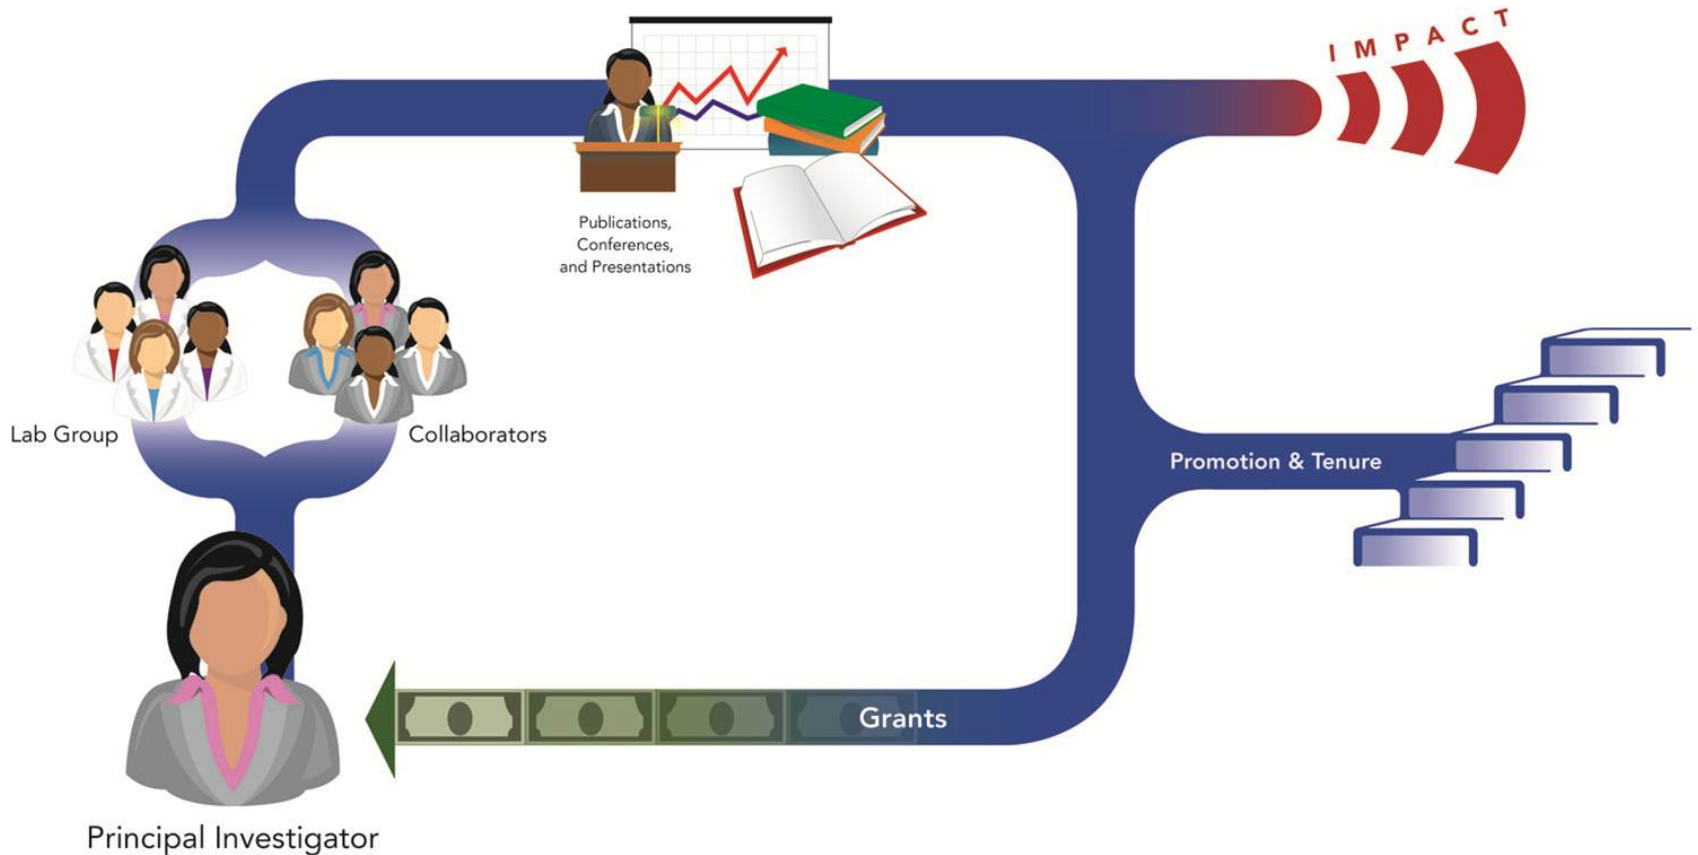 IMPACT
Publications,
Conferences,
and Presentations
Lab Group
Collaborators
Promotion & Tenure
Grants
Principal Investigator